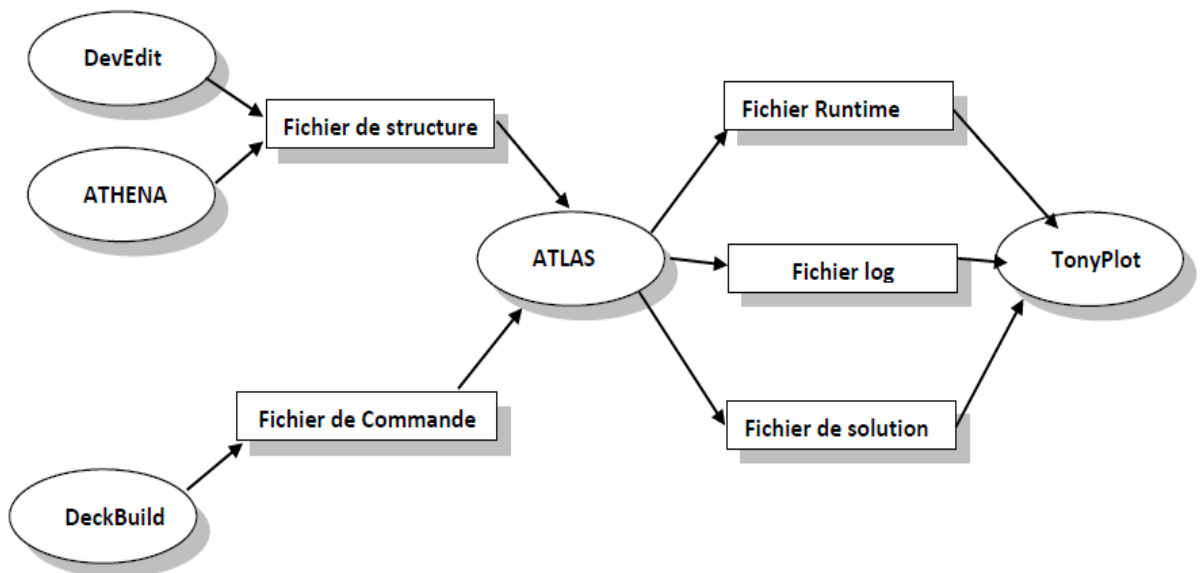 DevEdit
Fichier de structure
ATHENA
Fichier Runtime
ATLAS
Fichier log
TonyPlot
Fichier de Commande
Fichier de solution
DeckBuild